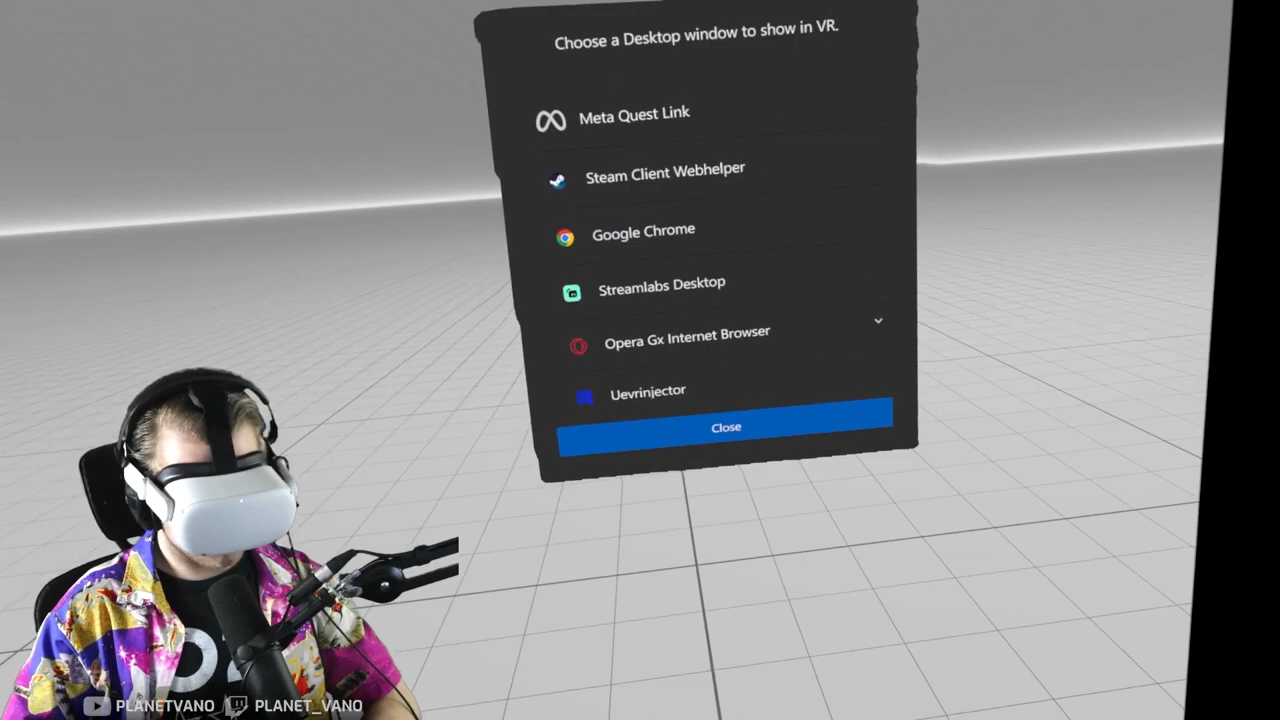 Choose a Desktop window to show in VR.
Meta Quest Link
Steam Client Webhelper
Google Chrome
Streamlabs Desktop
Opera Gx Internet Browser
Uevrinjector
Close
PLANETVANO PLANET_VANO